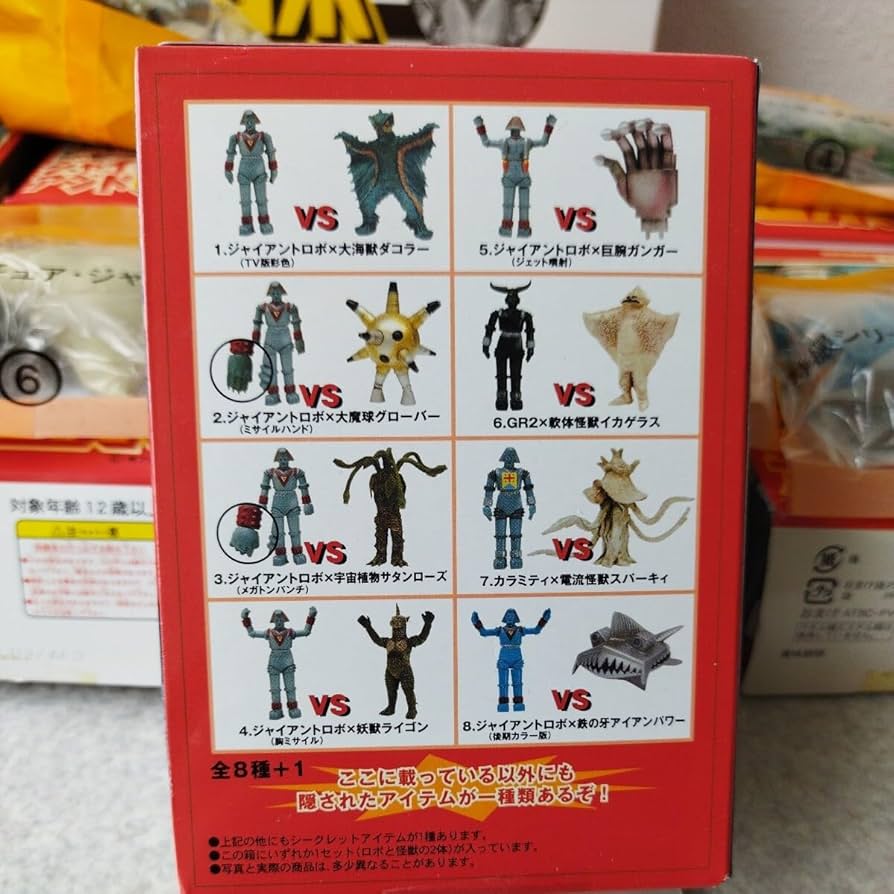 VS
1.ジャイアントロボ×大海獣ダコラー
(TV版彩色)
VS
2.ジャイアントロボ×大魔球グローバー
(ミサイルハンド)
VS
3.ジャイアントロボ×宇宙植物サタンローズ
(メガトンパンチ)
VS
4.ジャイアントロボ×妖獣ライゴン
(胸ミサイル)
VS
5.ジャイアントロボ×巨腕ガンガー
(ジェット噴射)
VS
6.GR2×軟体怪獣イカゲラス
VS
7.カラミティ×電流怪獣スパーキィ
VS
8.ジャイアントロボ×鉄の牙アイアンパワー
(後期カラー版)
全8種+1
ここに載っている以外にも
隠されたアイテムが一種類あるぞ!
●上記の他にもシークレットアイテムが1種あります。
●この箱にいずれか1セット(ロボと怪獣の2体)が入っています。
●写真と実際の商品は、多少異なることがあります。
⑥
対象年齢12歳以
④